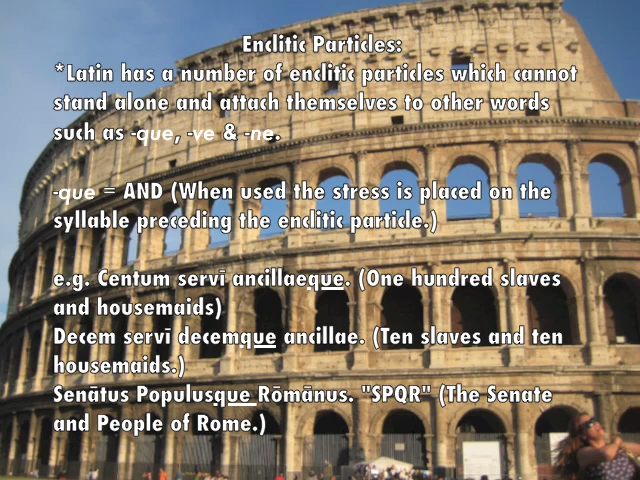 Enclitic Particles:
*Latin has a number of enclitic particles which cannot
stand alone and attach themselves to other words
such as -que, -ve & -ne.
-que = AND (When used the stress is placed on the
syllable preceding the enclitic particle.)
e.g. Centum servī ancillaeque. (One hundred slaves
and housemaids)
Decem servī decemque ancillae. (Ten slaves and ten
housemaids.)
Senātus Populusque Rōmānus. "SPQR" (The Senate
and People of Rome.)